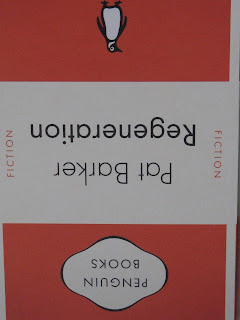 PENGUIN
BOOKS
FICTION
FICTION
Pat Barker
Regeneration